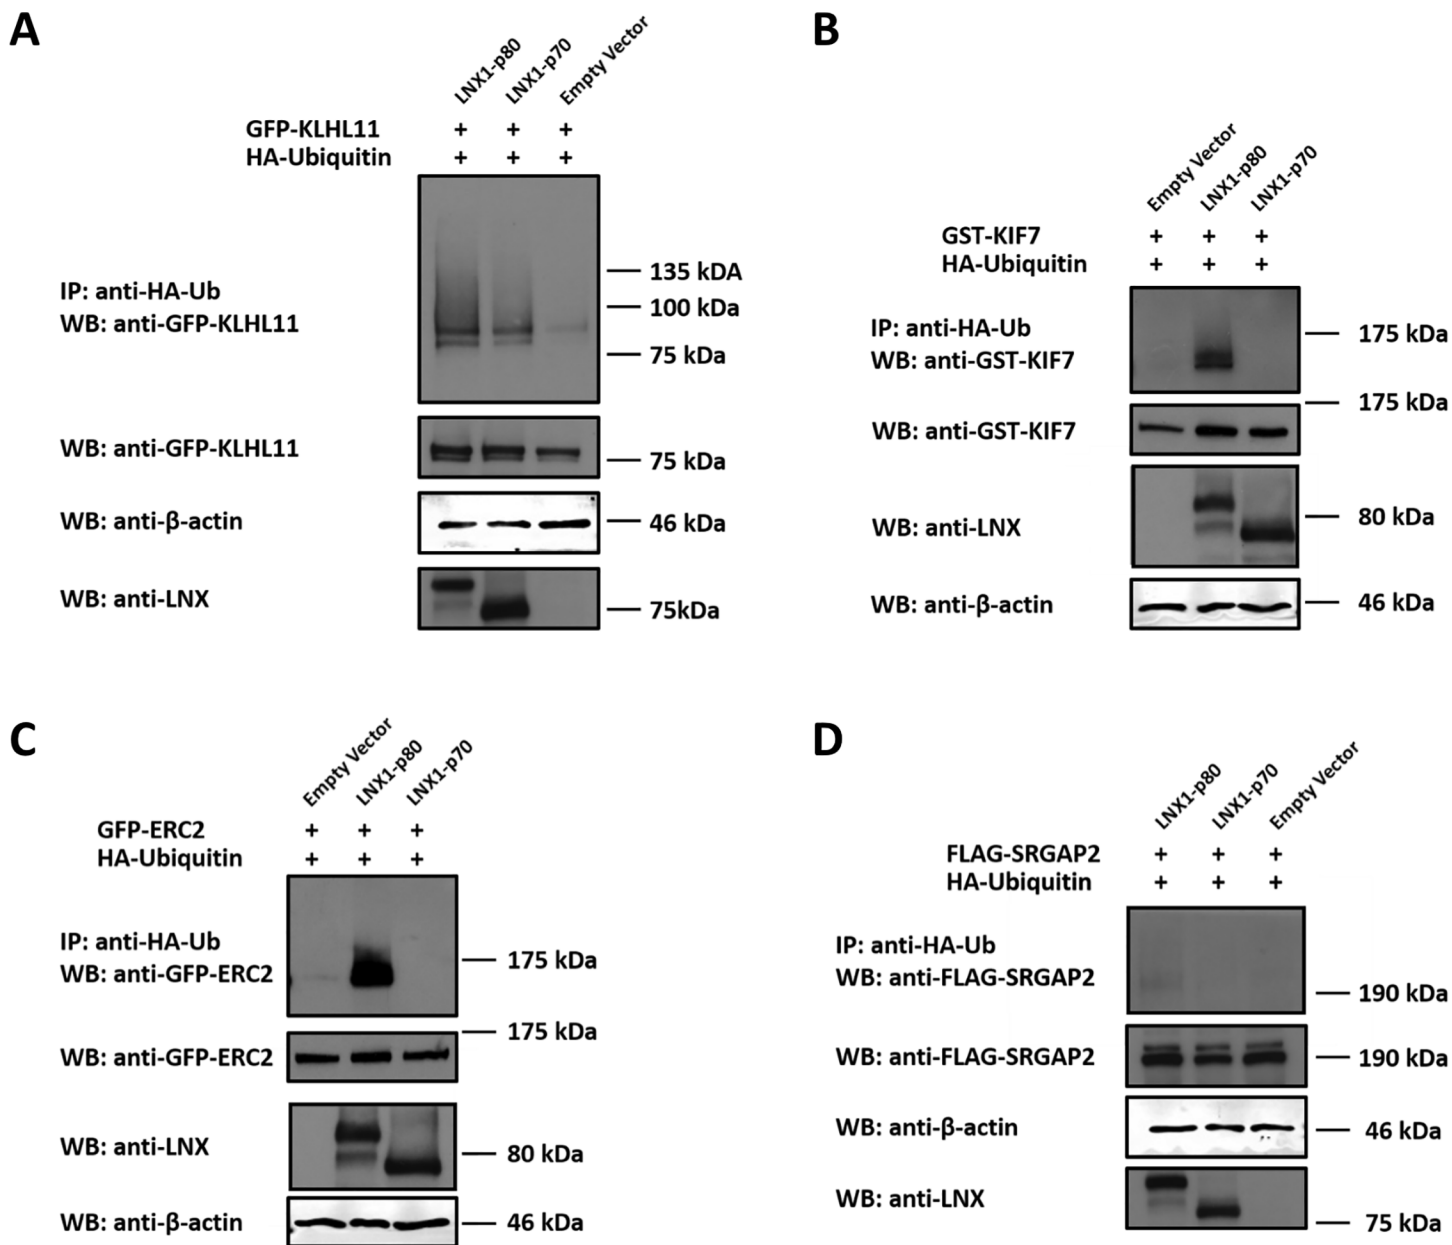 A
LNX1-p80
LNX1-p70
Empty Vector
GFP-KLHL11 + + +
HA-Ubiquitin + + +
IP: anti-HA-Ub
WB: anti-GFP-KLHL11
135 kDA
100 kDa
75 kDa
WB: anti-GFP-KLHL11
75 kDa
WB: anti-β-actin
46 kDa
WB: anti-LNX
75kDa
B
Empty Vector
LNX1-p80
LNX1-p70
GST-KIF7 + + +
HA-Ubiquitin + + +
IP: anti-HA-Ub
WB: anti-GST-KIF7
175 kDa
175 kDa
WB: anti-GST-KIF7
WB: anti-LNX
80 kDa
WB: anti-β-actin
46 kDa
C
Empty Vector
LNX1-p80
LNX1-p70
GFP-ERC2 + + +
HA-Ubiquitin + + +
IP: anti-HA-Ub
WB: anti-GFP-ERC2
175 kDa
175 kDa
WB: anti-GFP-ERC2
WB: anti-LNX
80 kDa
WB: anti-β-actin
46 kDa
D
LNX1-p80
LNX1-p70
Empty Vector
FLAG-SRGAP2 + + +
HA-Ubiquitin + + +
IP: anti-HA-Ub
WB: anti-FLAG-SRGAP2
190 kDa
WB: anti-FLAG-SRGAP2
190 kDa
WB: anti-β-actin
46 kDa
WB: anti-LNX
75 kDa